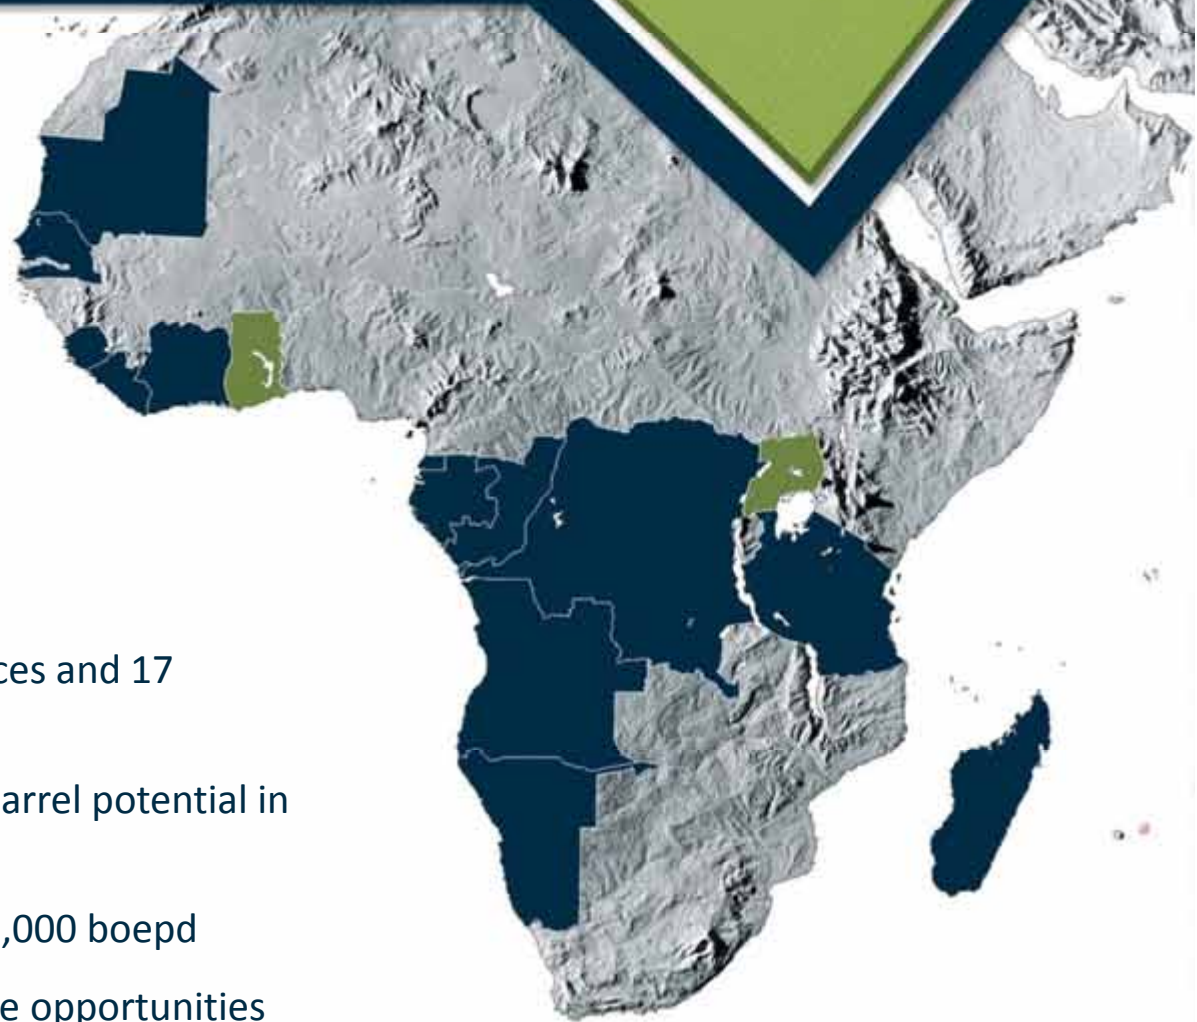 ces and 17
arrel potential in
,000 boepd
e opportunities